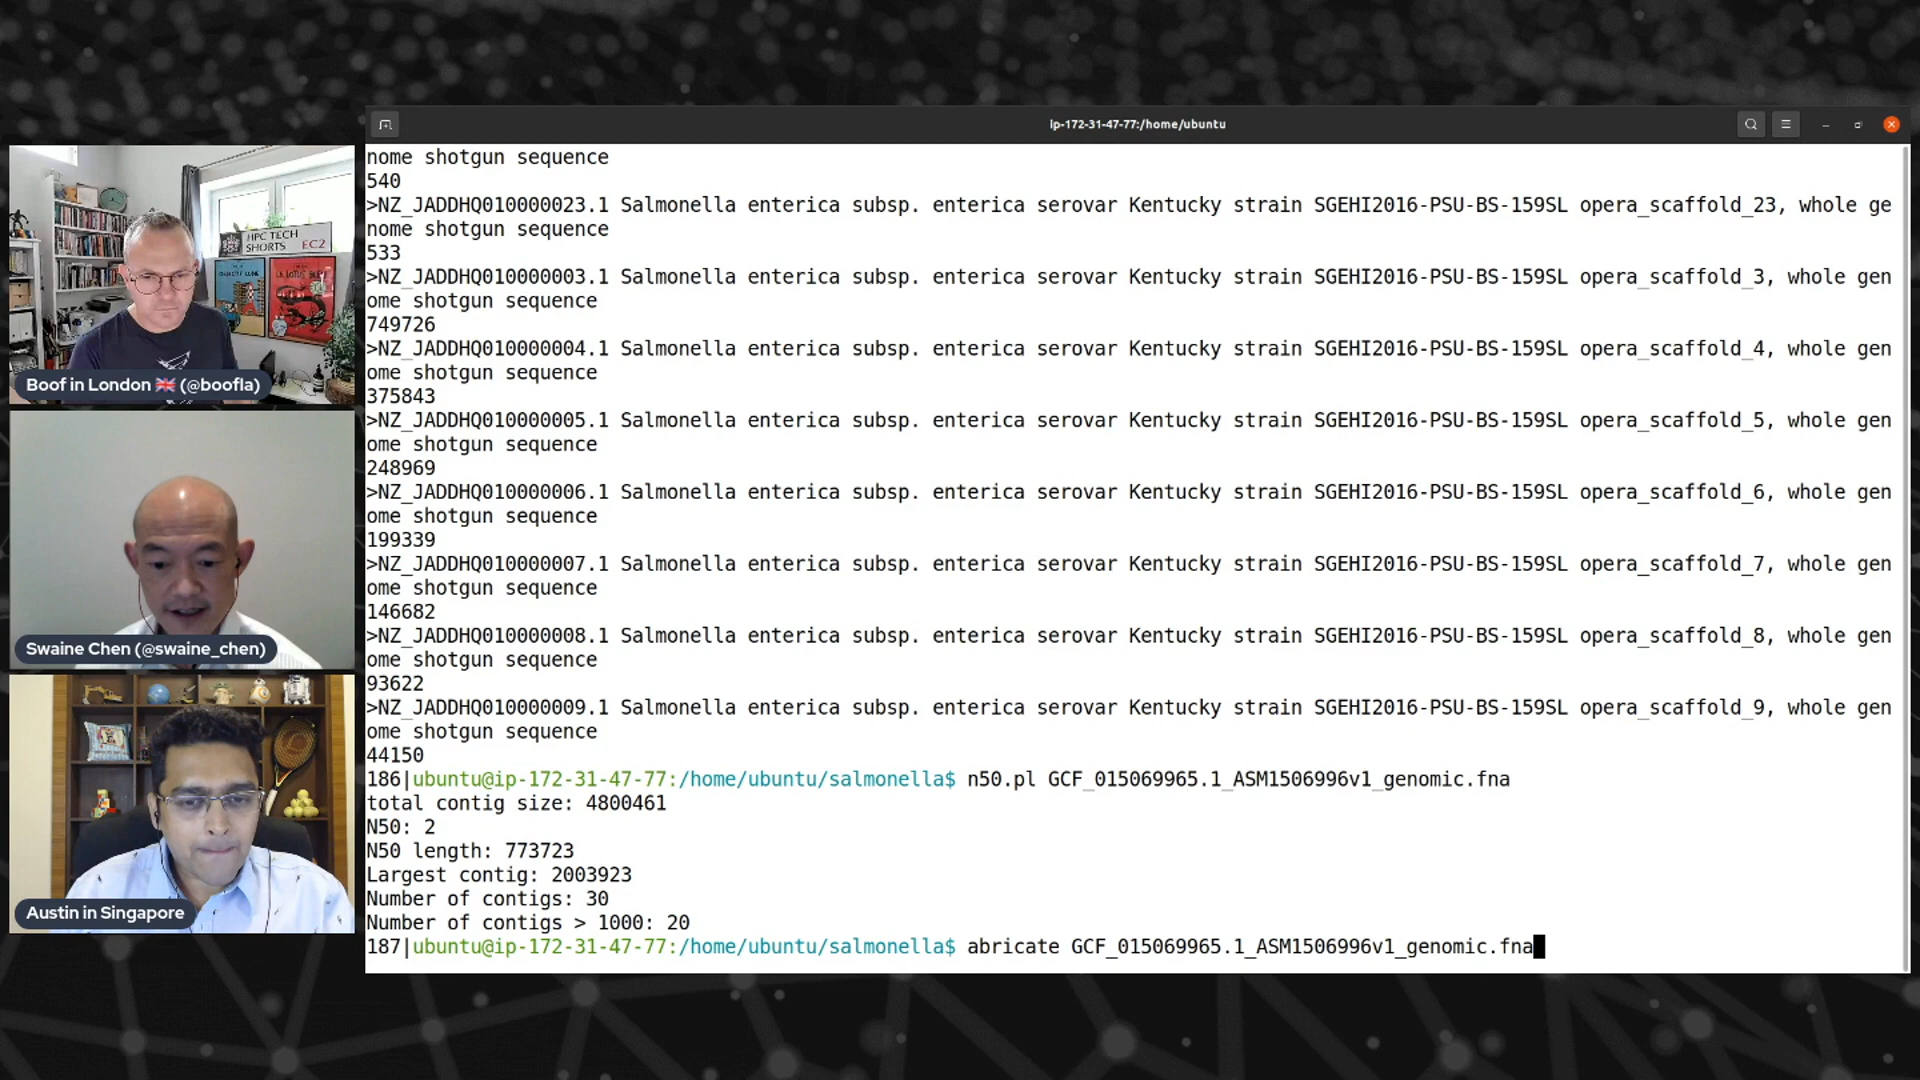 ip-172-31-47-77:/home/ubuntu
nome shotgun sequence
540
>NZ_JADDHQ010000023.1 Salmonella enterica subsp. enterica serovar Kentucky strain SGEHI2016-PSU-BS-159SL opera_scaffold_23, whole ge
nome shotgun sequence
533
>NZ_JADDHQ010000003.1 Salmonella enterica subsp. enterica serovar Kentucky strain SGEHI2016-PSU-BS-159SL opera_scaffold_3, whole gen
ome shotgun sequence
749726
>NZ_JADDHQ010000004.1 Salmonella enterica subsp. enterica serovar Kentucky strain SGEHI2016-PSU-BS-159SL opera_scaffold_4, whole gen
ome shotgun sequence
375843
>NZ_JADDHQ010000005.1 Salmonella enterica subsp. enterica serovar Kentucky strain SGEHI2016-PSU-BS-159SL opera_scaffold_5, whole gen
ome shotgun sequence
248969
>NZ_JADDHQ010000006.1 Salmonella enterica subsp. enterica serovar Kentucky strain SGEHI2016-PSU-BS-159SL opera_scaffold_6, whole gen
ome shotgun sequence
199339
>NZ_JADDHQ010000007.1 Salmonella enterica subsp. enterica serovar Kentucky strain SGEHI2016-PSU-BS-159SL opera_scaffold_7, whole gen
ome shotgun sequence
146682
>NZ_JADDHQ010000008.1 Salmonella enterica subsp. enterica serovar Kentucky strain SGEHI2016-PSU-BS-159SL opera_scaffold_8, whole gen
ome shotgun sequence
93622
>NZ_JADDHQ010000009.1 Salmonella enterica subsp. enterica serovar Kentucky strain SGEHI2016-PSU-BS-159SL opera_scaffold_9, whole gen
ome shotgun sequence
44150
186|ubuntu@ip-172-31-47-77:/home/ubuntu/salmonella$ n50.pl GCF_015069965.1_ASM1506996v1_genomic.fna
total contig size: 4800461
N50: 2
N50 length: 773723
Largest contig: 2003923
Number of contigs: 30
Number of contigs > 1000: 20
187|ubuntu@ip-172-31-47-77:/home/ubuntu/salmonella$ abricate GCF_015069965.1_ASM1506996v1_genomic.fna
HPC TECH
SHORTS EC2
Boof in London 🇬🇧 (@boofla)
Swaine Chen (@swaine_chen)
Austin in Singapore